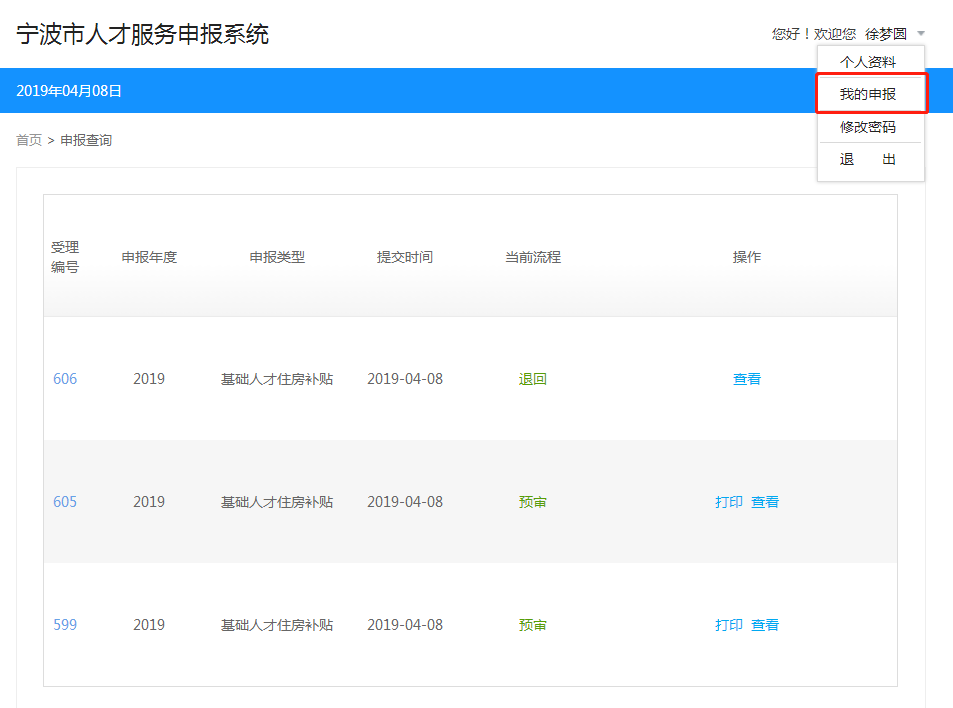 宁波市人才服务申报系统
您好！欢迎您 徐梦圆
个人资料
2019年04月08日
我的申报
修改密码
首页 > 申报查询
退 出
受理编号 申报年度 申报类型 提交时间 当前流程 操作
606 2019 基础人才住房补贴 2019-04-08 退回 查看
605 2019 基础人才住房补贴 2019-04-08 预审 打印 查看
599 2019 基础人才住房补贴 2019-04-08 预审 打印 查看